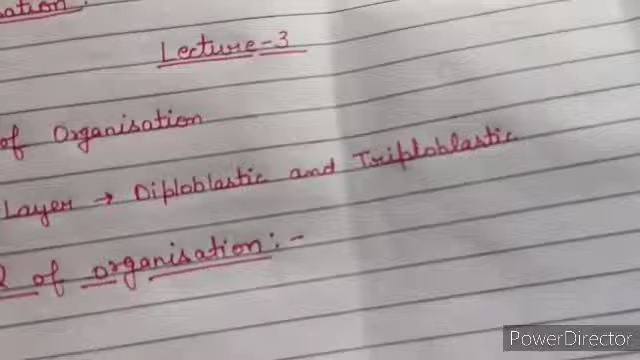 Lecture-3
of Organisation
Layer → Diploblastic and Triploblastic
of organisation:-
PowerDirector